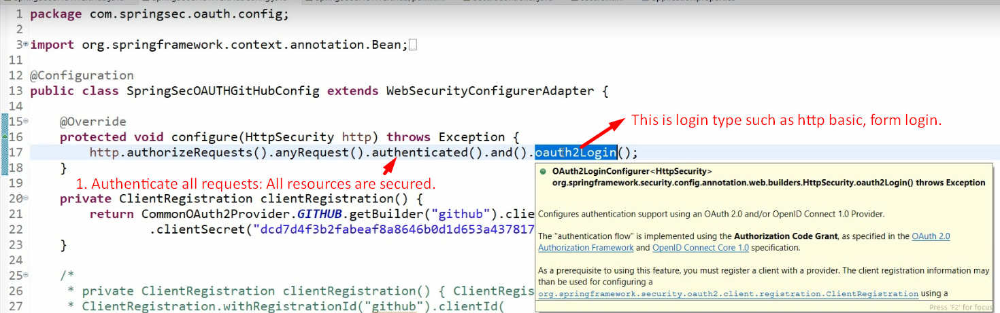 1 package com.springsec.oauth.config;
2
3 import org.springframework.context.annotation.Bean;
11
12 @Configuration
13 public class SpringSecOAUTHGitHubConfig extends WebSecurityConfigurerAdapter {
14
15 @Override
This is login type such as http basic, form login.
16 protected void configure(HttpSecurity http) throws Exception {
17 http.authorizeRequests().anyRequest().authenticated().and().oauth2Login();
18 }
19
1. Authenticate all requests: All resources are secured.
20 private ClientRegistration clientRegistration() {
21 return CommonOAuth2Provider.GITHUB.getBuilder("github").clie
22 .clientSecret("dcd7d4f3b2fabeaf8a8646b0d1d653a437817
23 }
24
25 /*
26 * private ClientRegistration clientRegistration() { ClientRegis
27 * ClientRegistration.withRegistrationId("github").clientId(
OAuth2LoginConfigurer<HttpSecurity>
org.springframework.security.config.annotation.web.builders.HttpSecurity.oauth2Login() throws Exception
Configures authentication support using an OAuth 2.0 and/or OpenID Connect 1.0 Provider.
The "authentication flow" is implemented using the Authorization Code Grant, as specified in the OAuth 2.0
Authorization Framework and OpenID Connect Core 1.0 specification.
As a prerequisite to using this feature, you must register a client with a provider. The client registration information may
than be used for configuring a
org.springframework.security.oauth2.client.registration.ClientRegistration using a
Press 'F2' for focus